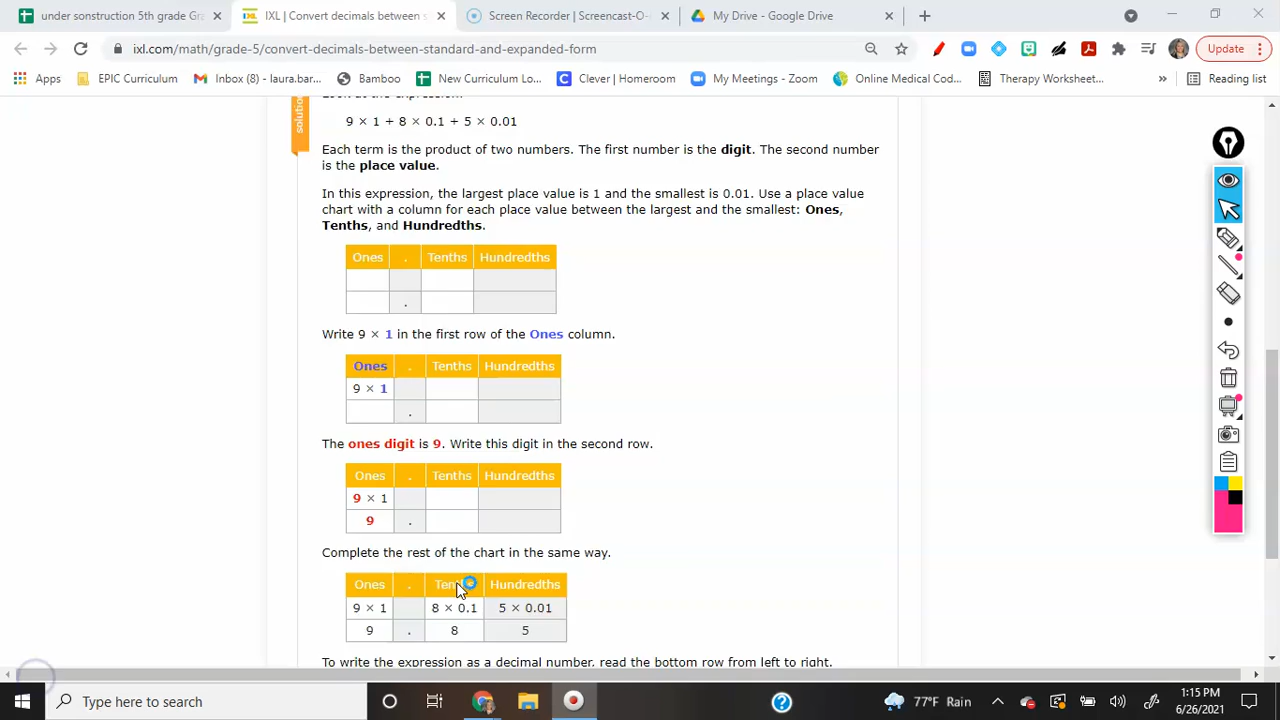 under sonstruction 5th grade Gra
IXL | Convert decimals between s
Screen Recorder | Screencast-O-
My Drive - Google Drive
ixl.com/math/grade-5/convert-decimals-between-standard-and-expanded-form
Update
Apps
EPIC Curriculum
Inbox (8) - laura.bar...
Bamboo
New Curriculum Lo...
Clever | Homeroom
My Meetings - Zoom
Online Medical Cod...
Therapy Worksheet...
»
Reading list
solutio
9 × 1 + 8 × 0.1 + 5 × 0.01
Each term is the product of two numbers. The first number is the digit. The second number
is the place value.
In this expression, the largest place value is 1 and the smallest is 0.01. Use a place value
chart with a column for each place value between the largest and the smallest: Ones,
Tenths, and Hundredths.
Ones . Tenths Hundredths
.
Write 9 × 1 in the first row of the Ones column.
Ones . Tenths Hundredths
9 × 1
.
The ones digit is 9. Write this digit in the second row.
Ones . Tenths Hundredths
9 × 1
9 .
Complete the rest of the chart in the same way.
Ones . Tenths Hundredths
9 × 1 8 × 0.1 5 × 0.01
9 . 8 5
To write the expression as a decimal number, read the bottom row from left to right.
Type here to search
77°F Rain
1:15 PM
6/26/2021